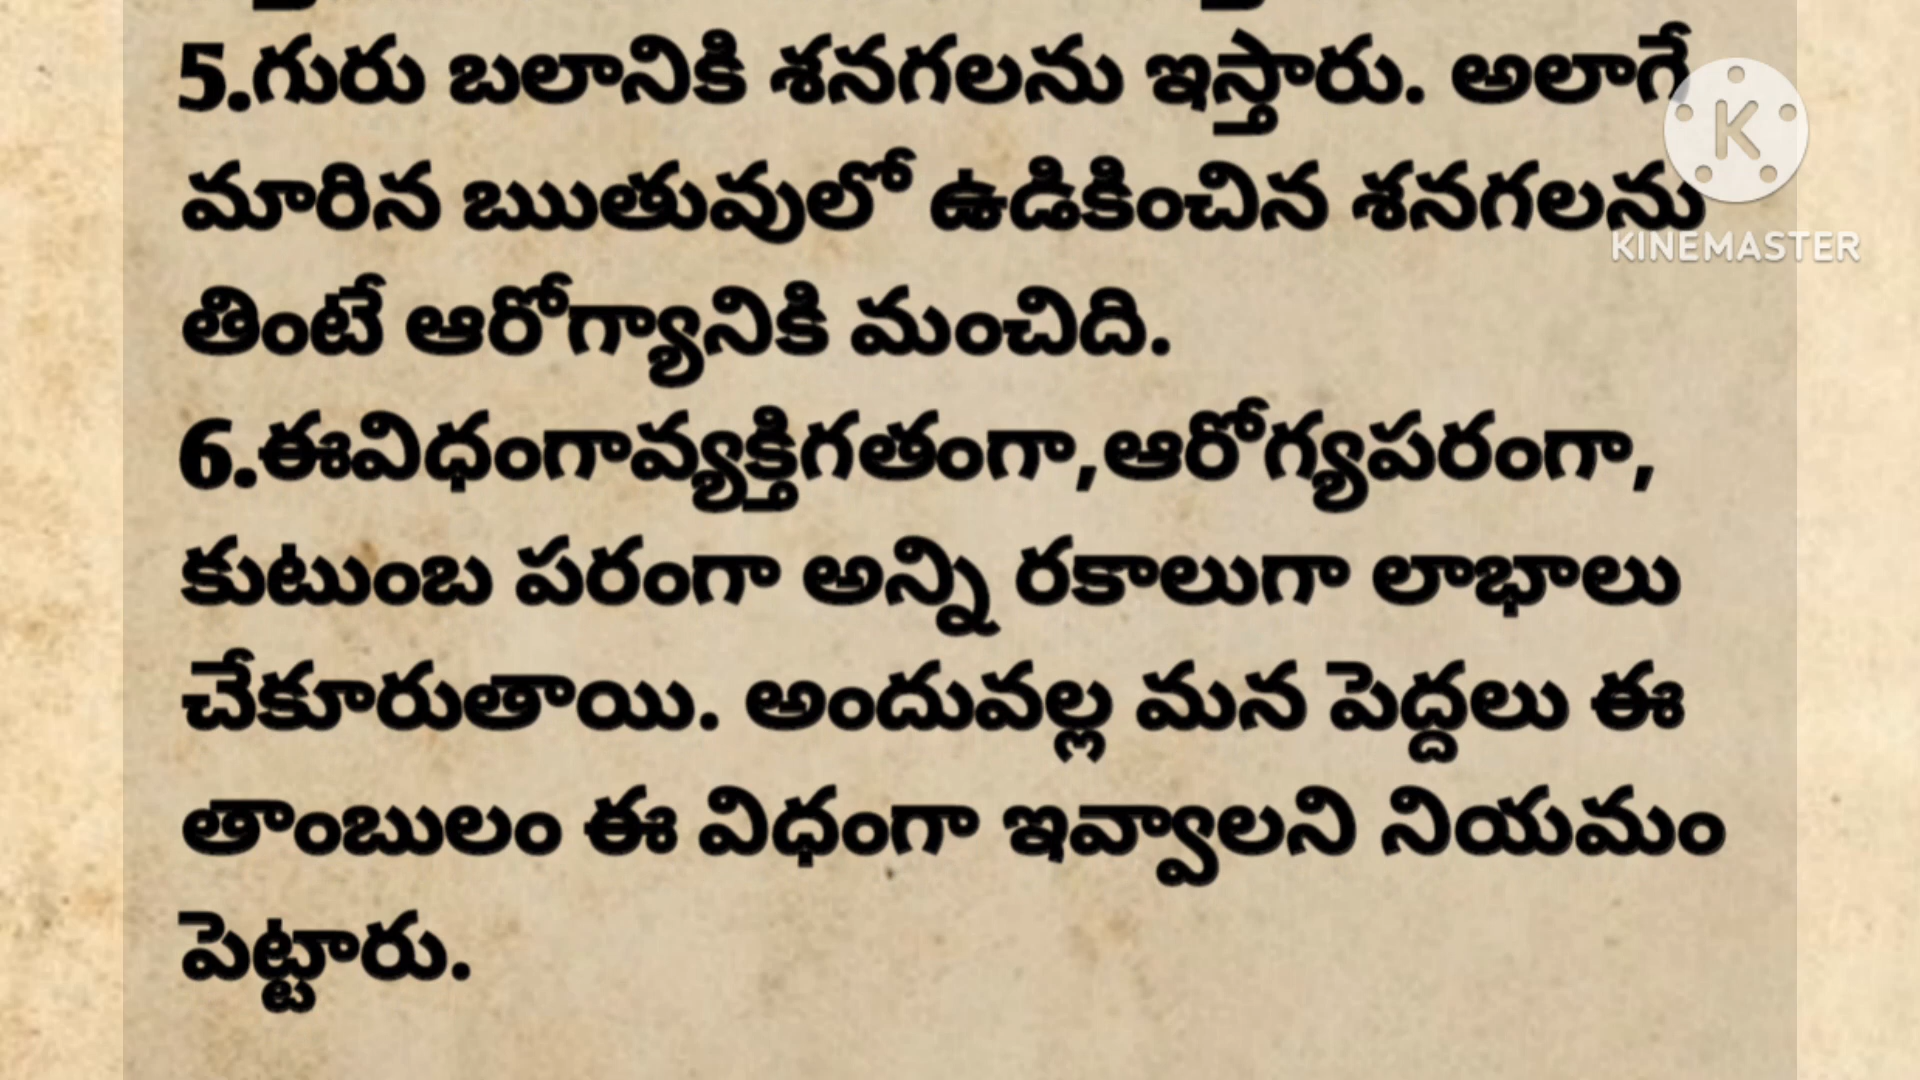 5.గురు బలానికి శనగలను ఇస్తారు. అలాగే
మారిన ఋతువులో ఉడికించిన శనగలను
తింటే ఆరోగ్యానికి మంచిది.
6.ఈవిధంగావ్యక్తిగతంగా,ఆరోగ్యపరంగా,
కుటుంబ పరంగా అన్ని రకాలుగా లాభాలు
చేకూరుతాయి. అందువల్ల మన పెద్దలు ఈ
తాంబులం ఈ విధంగా ఇవ్వాలని నియమం
పెట్టారు.
K
KINEMASTER